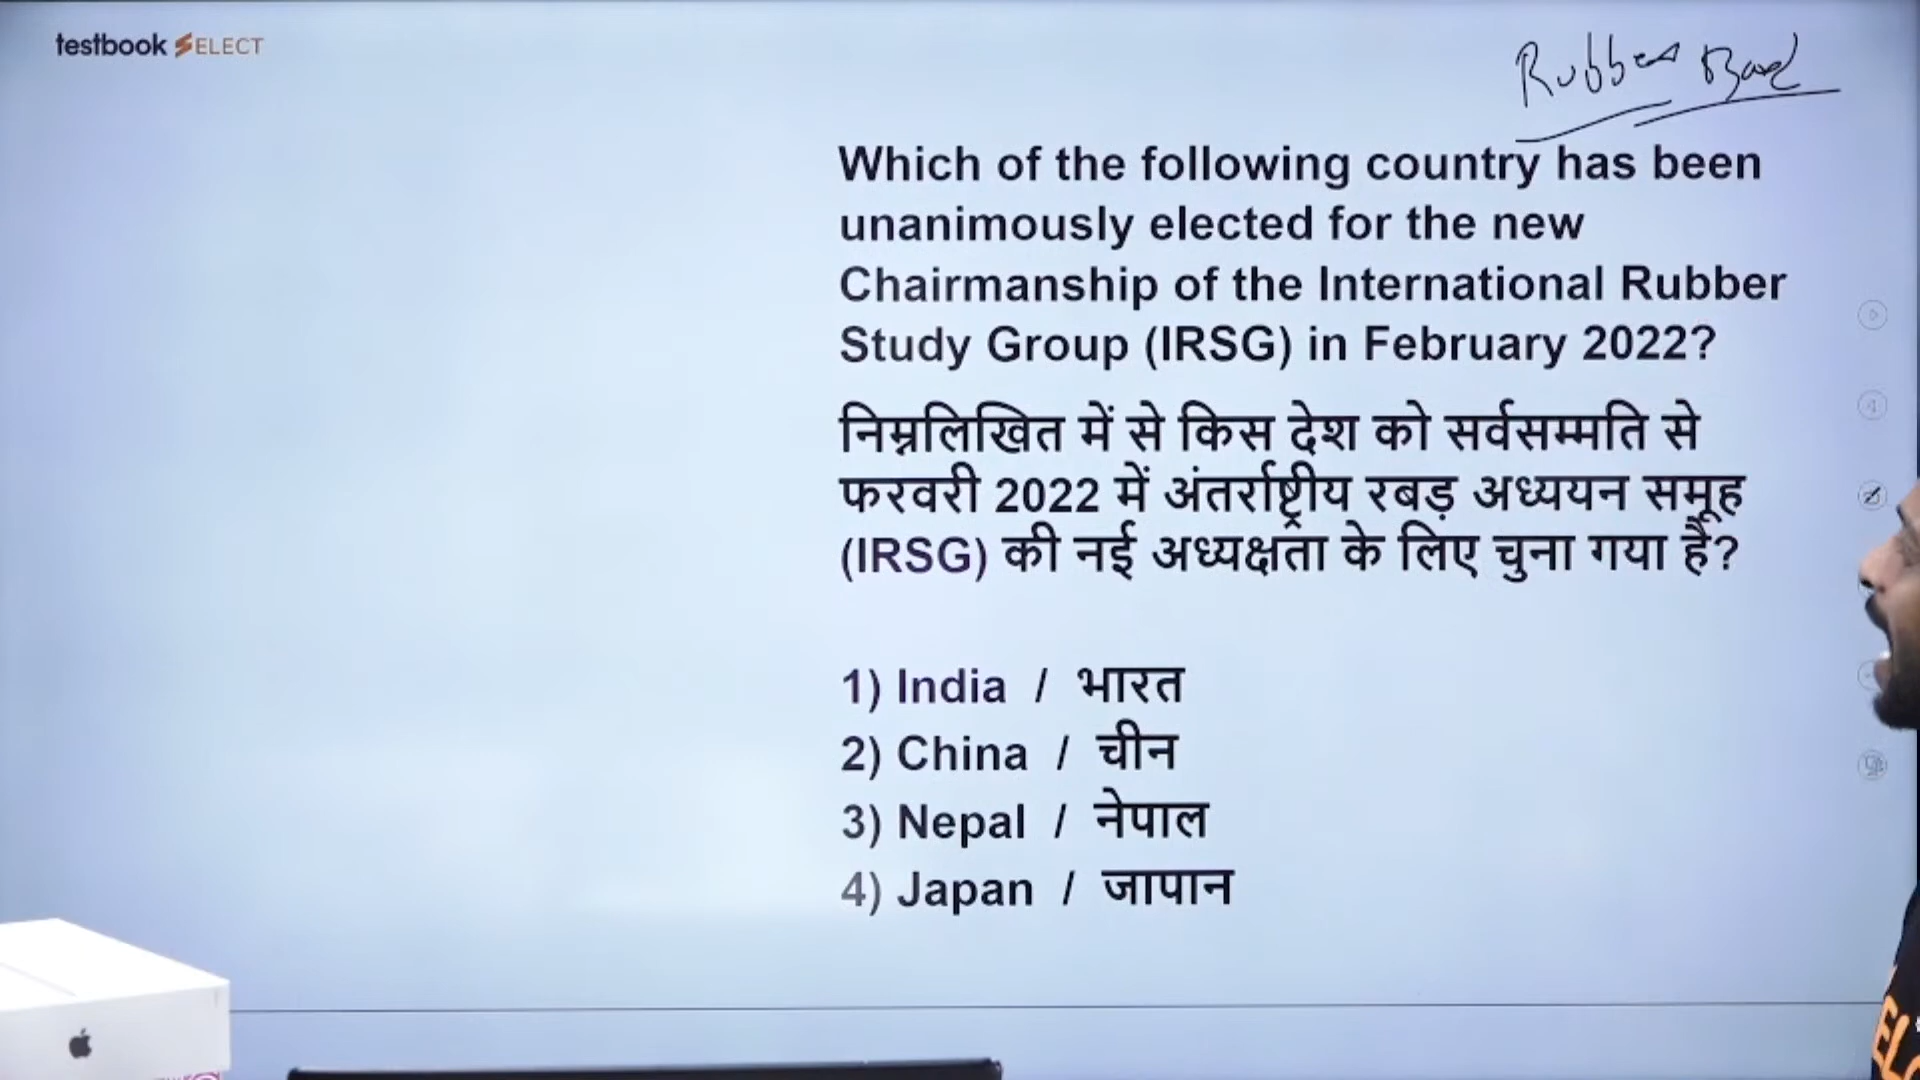 testbook SELECT
Rubber
Which of the following country has been
unanimously elected for the new
Chairmanship of the International Rubber
Study Group (IRSG) in February 2022?
निम्नलिखित में से किस देश को सर्वसम्मति से
फरवरी 2022 में अंतर्राष्ट्रीय रबड़ अध्ययन समूह
(IRSG) की नई अध्यक्षता के लिए चुना गया है?
1) India / भारत
2) China / चीन
3) Nepal / नेपाल
4) Japan / जापान